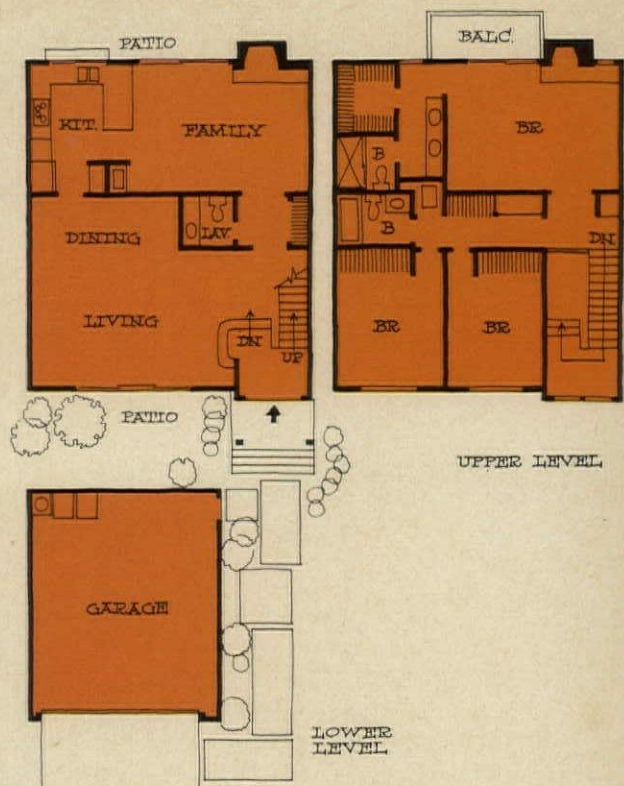 PATIO
KIT.
FAMILY
DINING
LAV.
LIVING
DN
UP
PATIO
GARAGE
LOWER
LEVEL
BALC.
BR
B
B
DN
BR
BR
UPPER LEVEL